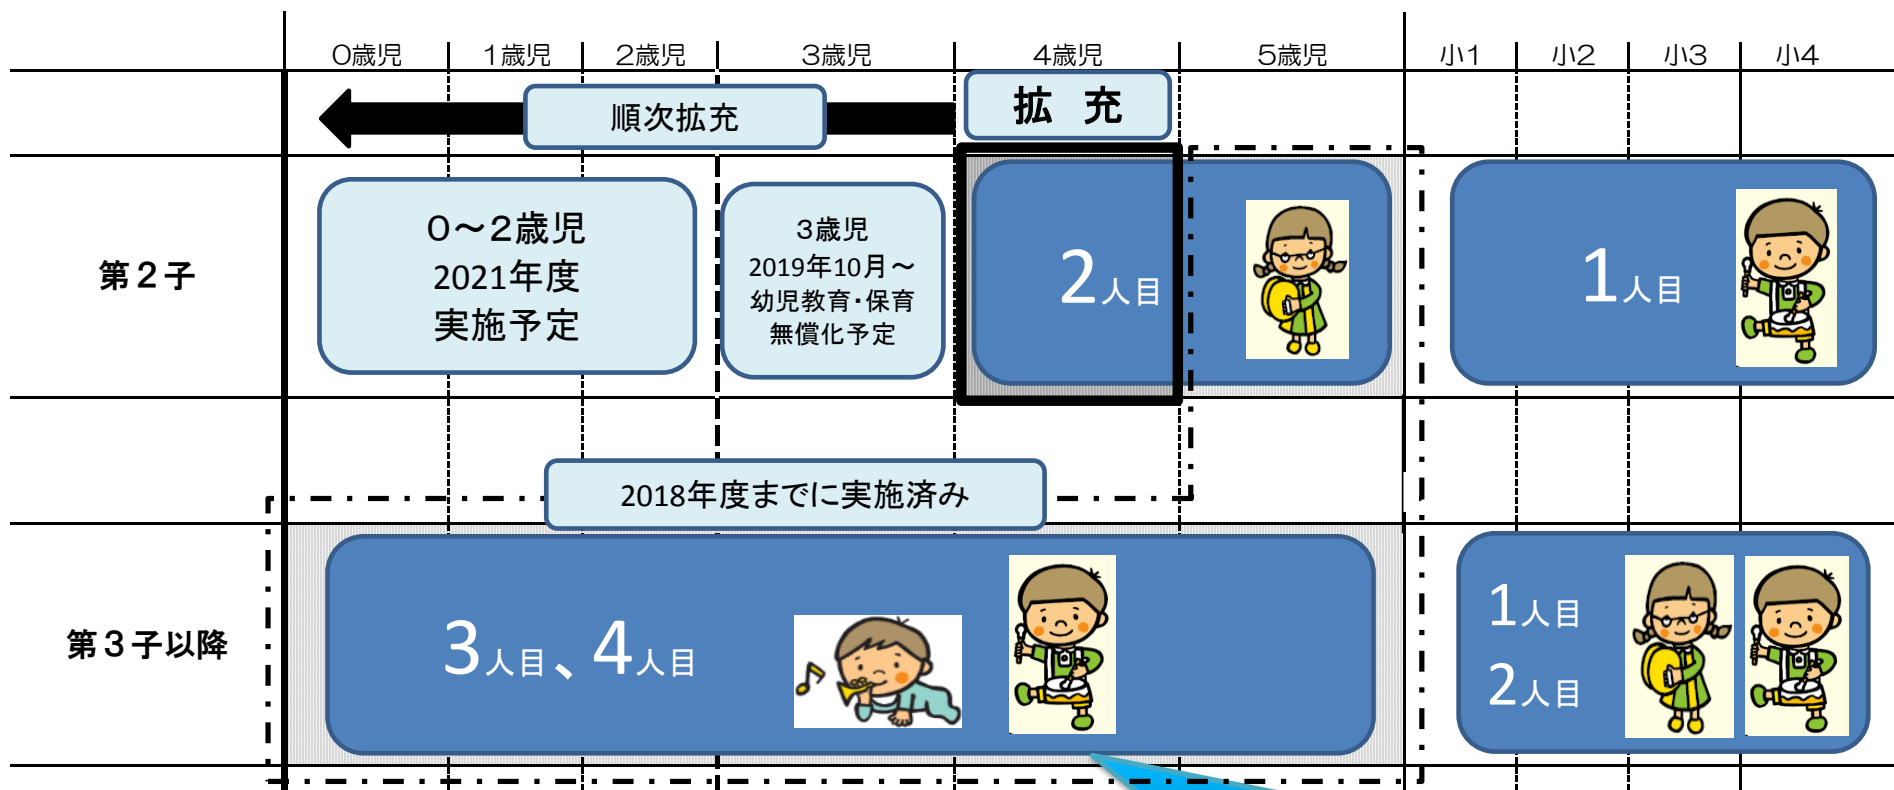 0歳児 1歳児 2歳児 3歳児 4歳児 5歳児 小1 小2 小3 小4
順次拡充
拡 充
第2子
0～2歳児
2021年度
実施予定
3歳児
2019年10月～
幼児教育・保育
無償化予定
2人目
1人目
2018年度までに実施済み
第3子以降
3人目、4人目
1人目
2人目